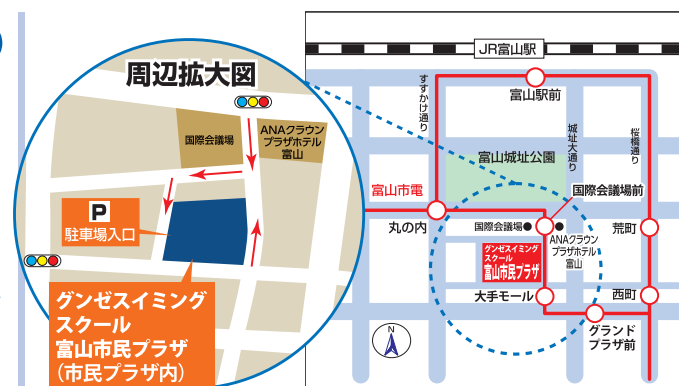 周辺拡大図
国際会議場
ANAクラウン
プラザホテル
富山
P
駐車場入口
グンゼスイミング
スクール
富山市民プラザ
(市民プラザ内)
JR富山駅
富山駅前
すずかけ通り
城址大通り
桜橋通り
富山城址公園
富山市電
国際会議場前
丸の内
国際会議場
ANAクラウン
プラザホテル
富山
荒町
グンゼスイミング
スクール
富山市民プラザ
大手モール
西町
グランド
プラザ前
N